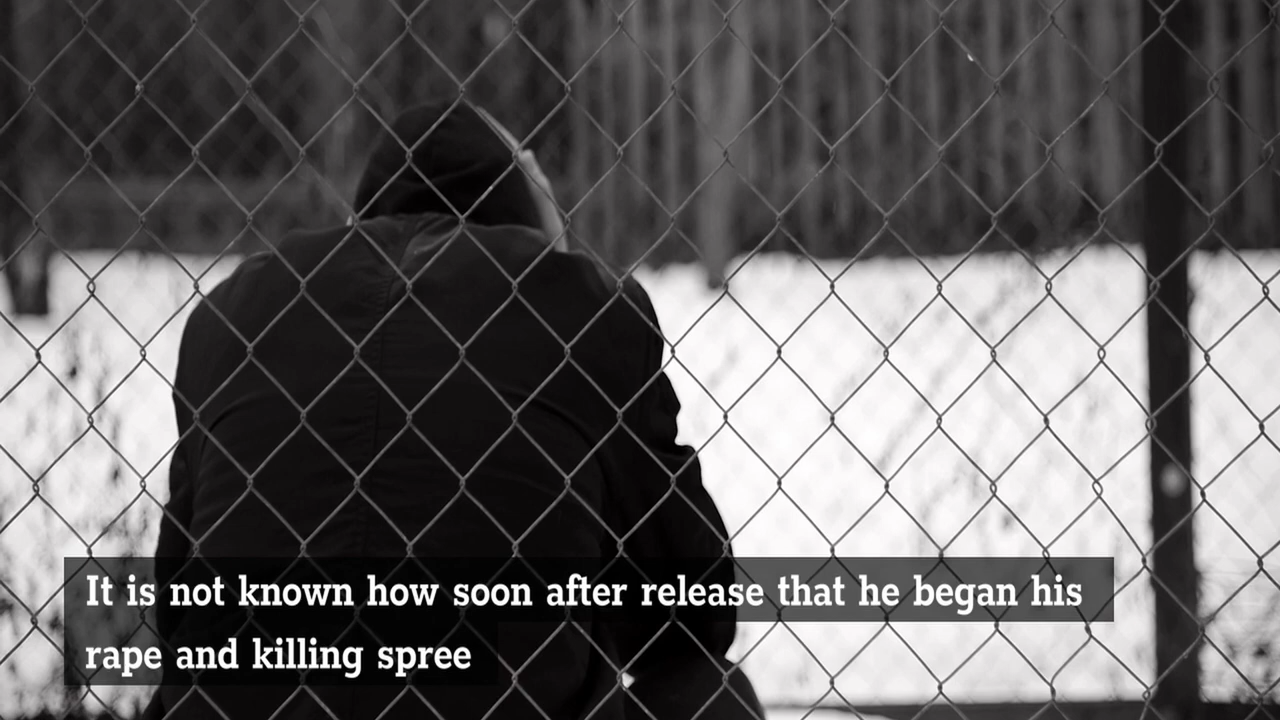 It is not known how soon after release that he began his
rape and killing spree